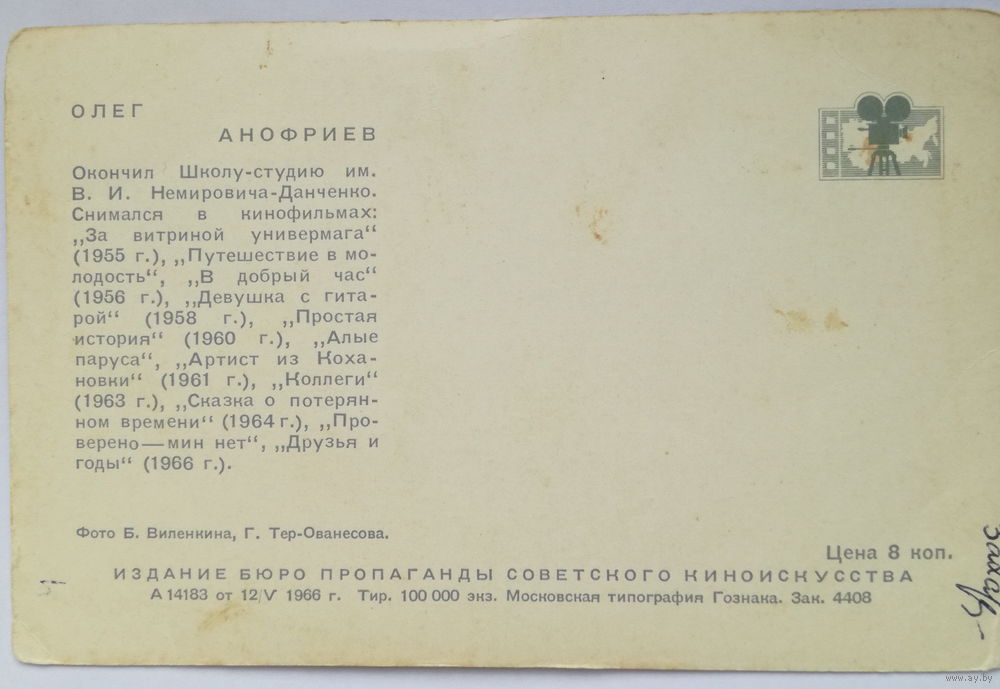 ОЛЕГ
АНОФРИЕВ
Окончил Школу-студию им.
В. И. Немировича-Данченко.
Снимался в кинофильмах:
„За витриной универмага“
(1955 г.), „Путешествие в мо-
лодость“, „В добрый час“
(1956 г.), „Девушка с гита-
рой“ (1958 г.), „Простая
история“ (1960 г.), „Алые
паруса“, „Артист из Коха-
новки“ (1961 г.), „Коллеги“
(1963 г.), „Сказка о потерян-
ном времени“ (1964 г.), „Про-
верено—мин нет“, „Друзья и
годы“ (1966 г.).
Фото Б. Виленкина, Г. Тер-Ованесова.
Цена 8 коп.
ИЗДАНИЕ БЮРО ПРОПАГАНДЫ СОВЕТСКОГО КИНОИСКУССТВА
А 14183 от 12/V 1966 г. Тир. 100 000 экз. Московская типография Гознака. Зак. 4408
www.ay.by